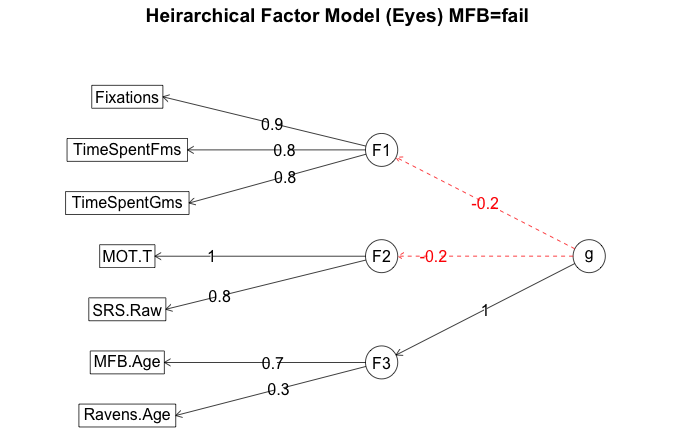 Heirarchical Factor Model (Eyes) MFB=fail
Fixations
0.9
TimeSpentFms
0.8
F1
0.8
TimeSpentGms
-0.2
MOT.T
1
F2
-0.2
g
0.8
SRS.Raw
1
MFB.Age
0.7
F3
0.3
Ravens.Age